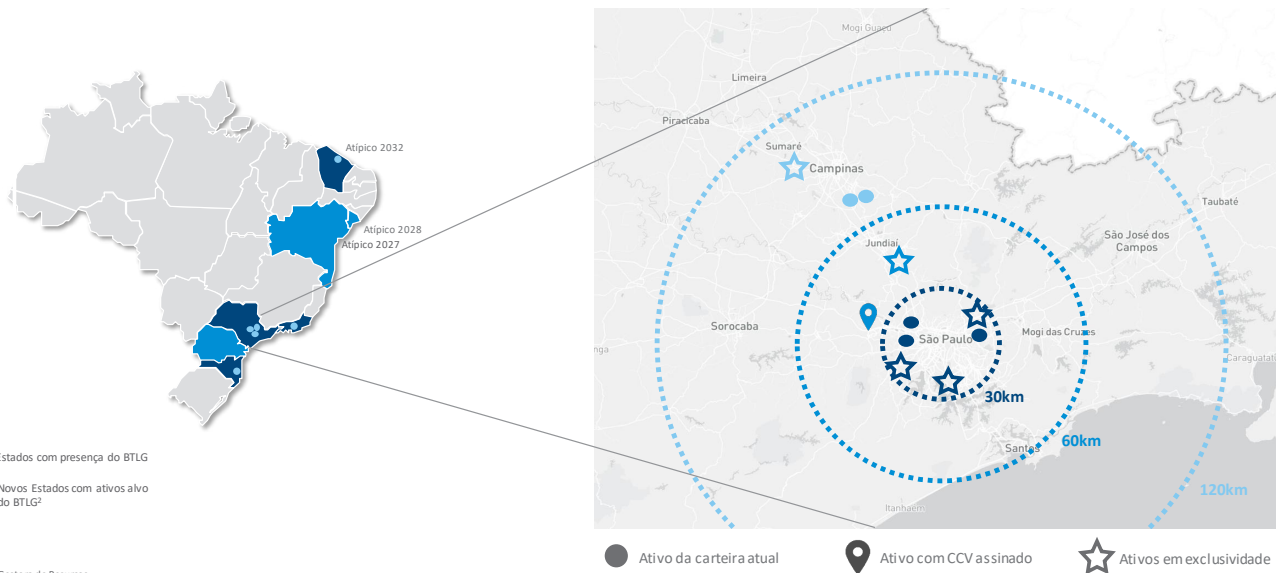 Mogi Guaçu
Limeira
Piracicaba
Sumaré
Campinas
Atípico 2032
Taubaté
Atípico 2028
Atípico 2027
Jundiaí
São José dos
Campos
Sorocaba
São Paulo
Mogi das Cruzes
Caraguatatu
30km
60km
Santos
120km
Itanhaém
Estados com presença do BTLG
Novos Estados com ativos alvo
do BTLG²
Ativo da carteira atual
Ativo com CCV assinado
Ativos em exclusividade